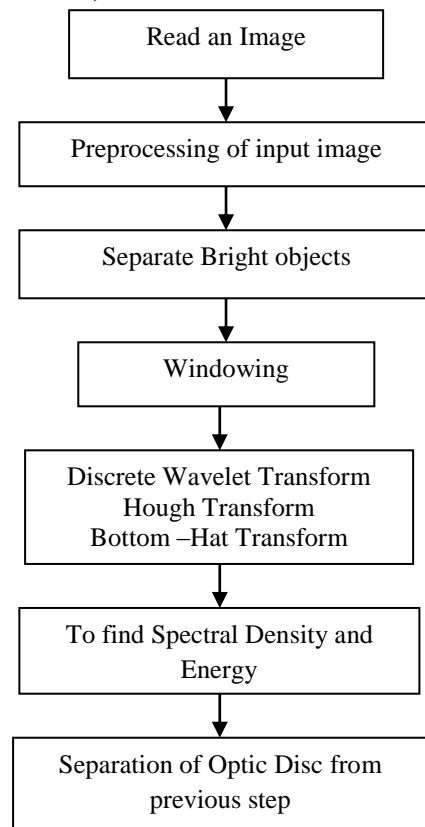 Read an Image
Preprocessing of input image
Separate Bright objects
Windowing
Discrete Wavelet Transform
Hough Transform
Bottom –Hat Transform
To find Spectral Density and
Energy
Separation of Optic Disc from
previous step